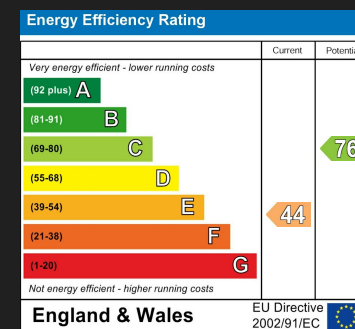 Energy Efficiency Rating
Current
Very energy efficient - lower running costs
(92 plus) A
(81-91) B
(69-80) C
76
(55-68) D
(39-54) E
44
(21-38) F
(1-20) G
Not energy efficient - higher running costs
England & Wales
EU Directive
2002/91/EC